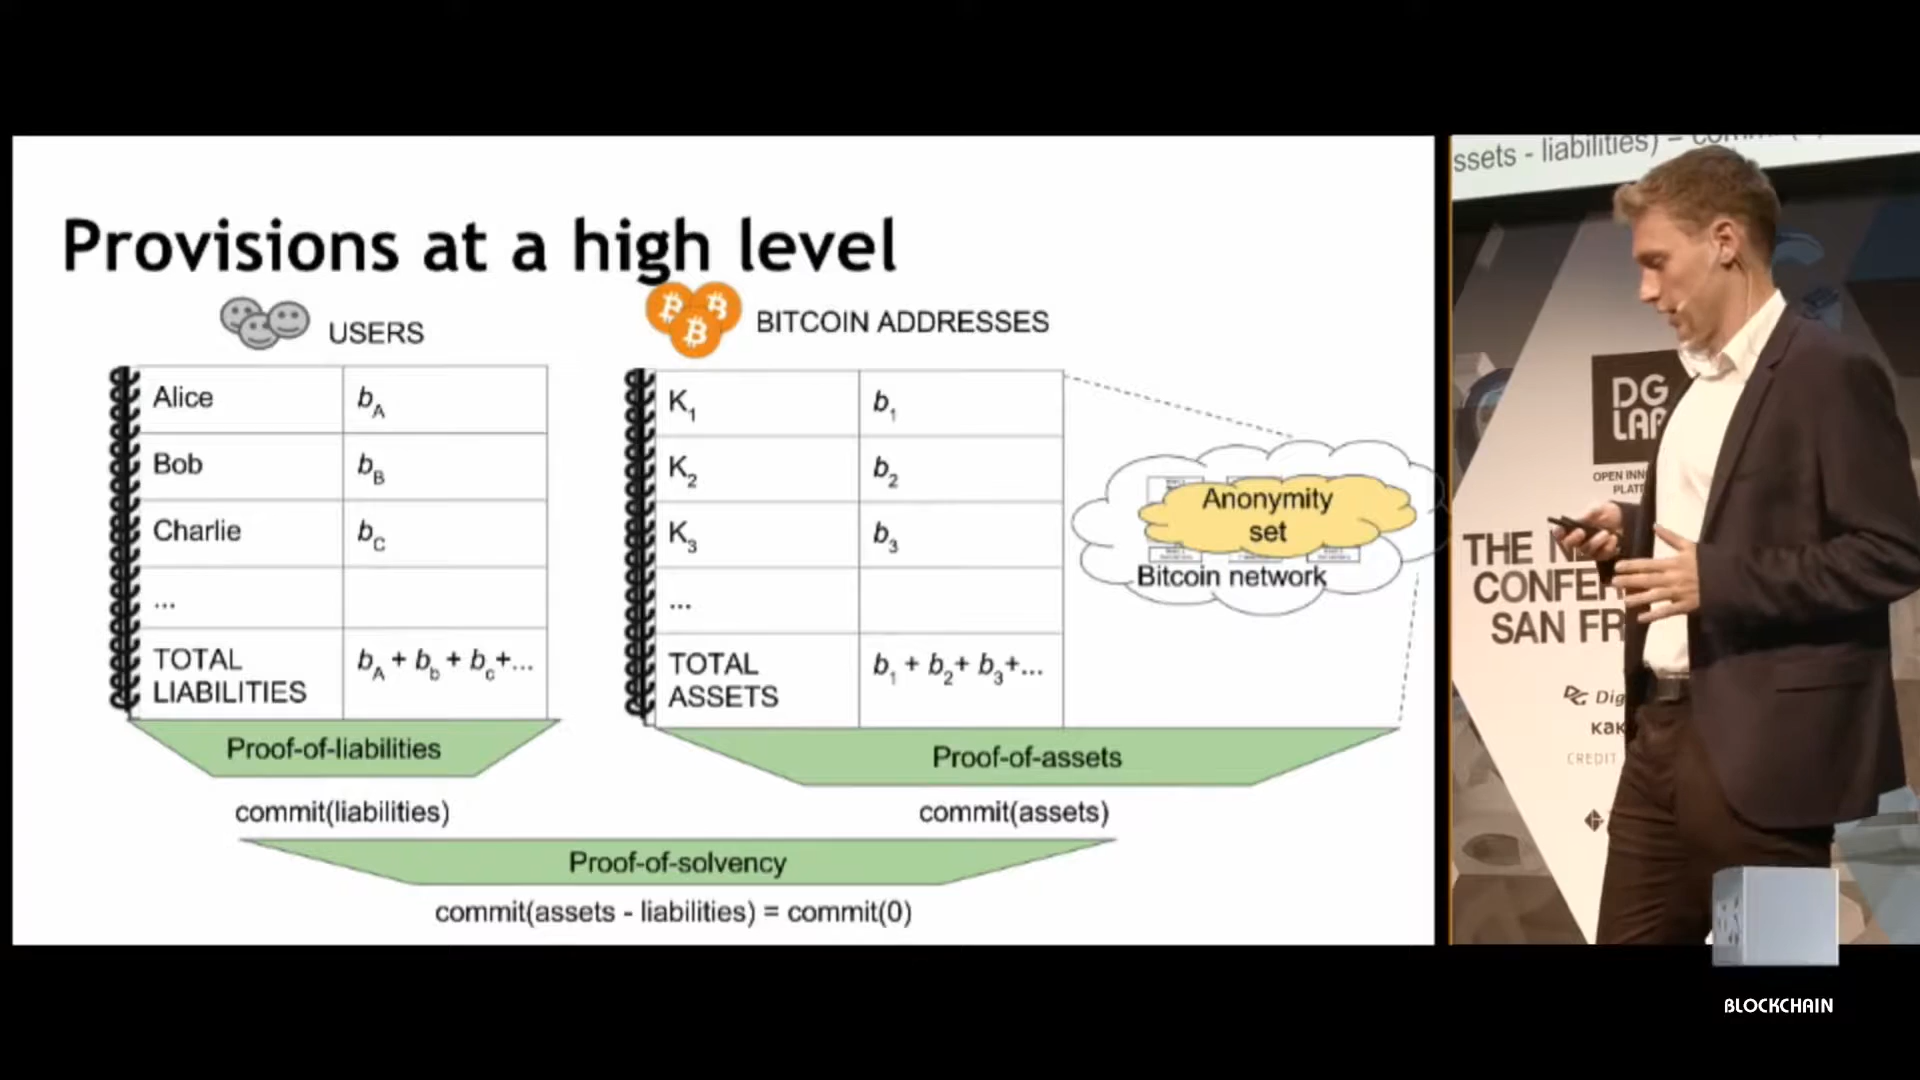 Provisions at a high level
USERS
Alice b_A
Bob b_B
Charlie b_C
...
TOTAL LIABILITIES b_A + b_b + b_c+...
Proof-of-liabilities
commit(liabilities)
BITCOIN ADDRESSES
K_1 b_1
K_2 b_2
K_3 b_3
...
TOTAL ASSETS b_1 + b_2+ b_3+...
Anonymity
set
Bitcoin network
Proof-of-assets
commit(assets)
Proof-of-solvency
commit(assets - liabilities) = commit(0)
ssets - liabilities) =
DG
LAB
OPEN
THE
SAN
CREDIT
BLOCKCHAIN